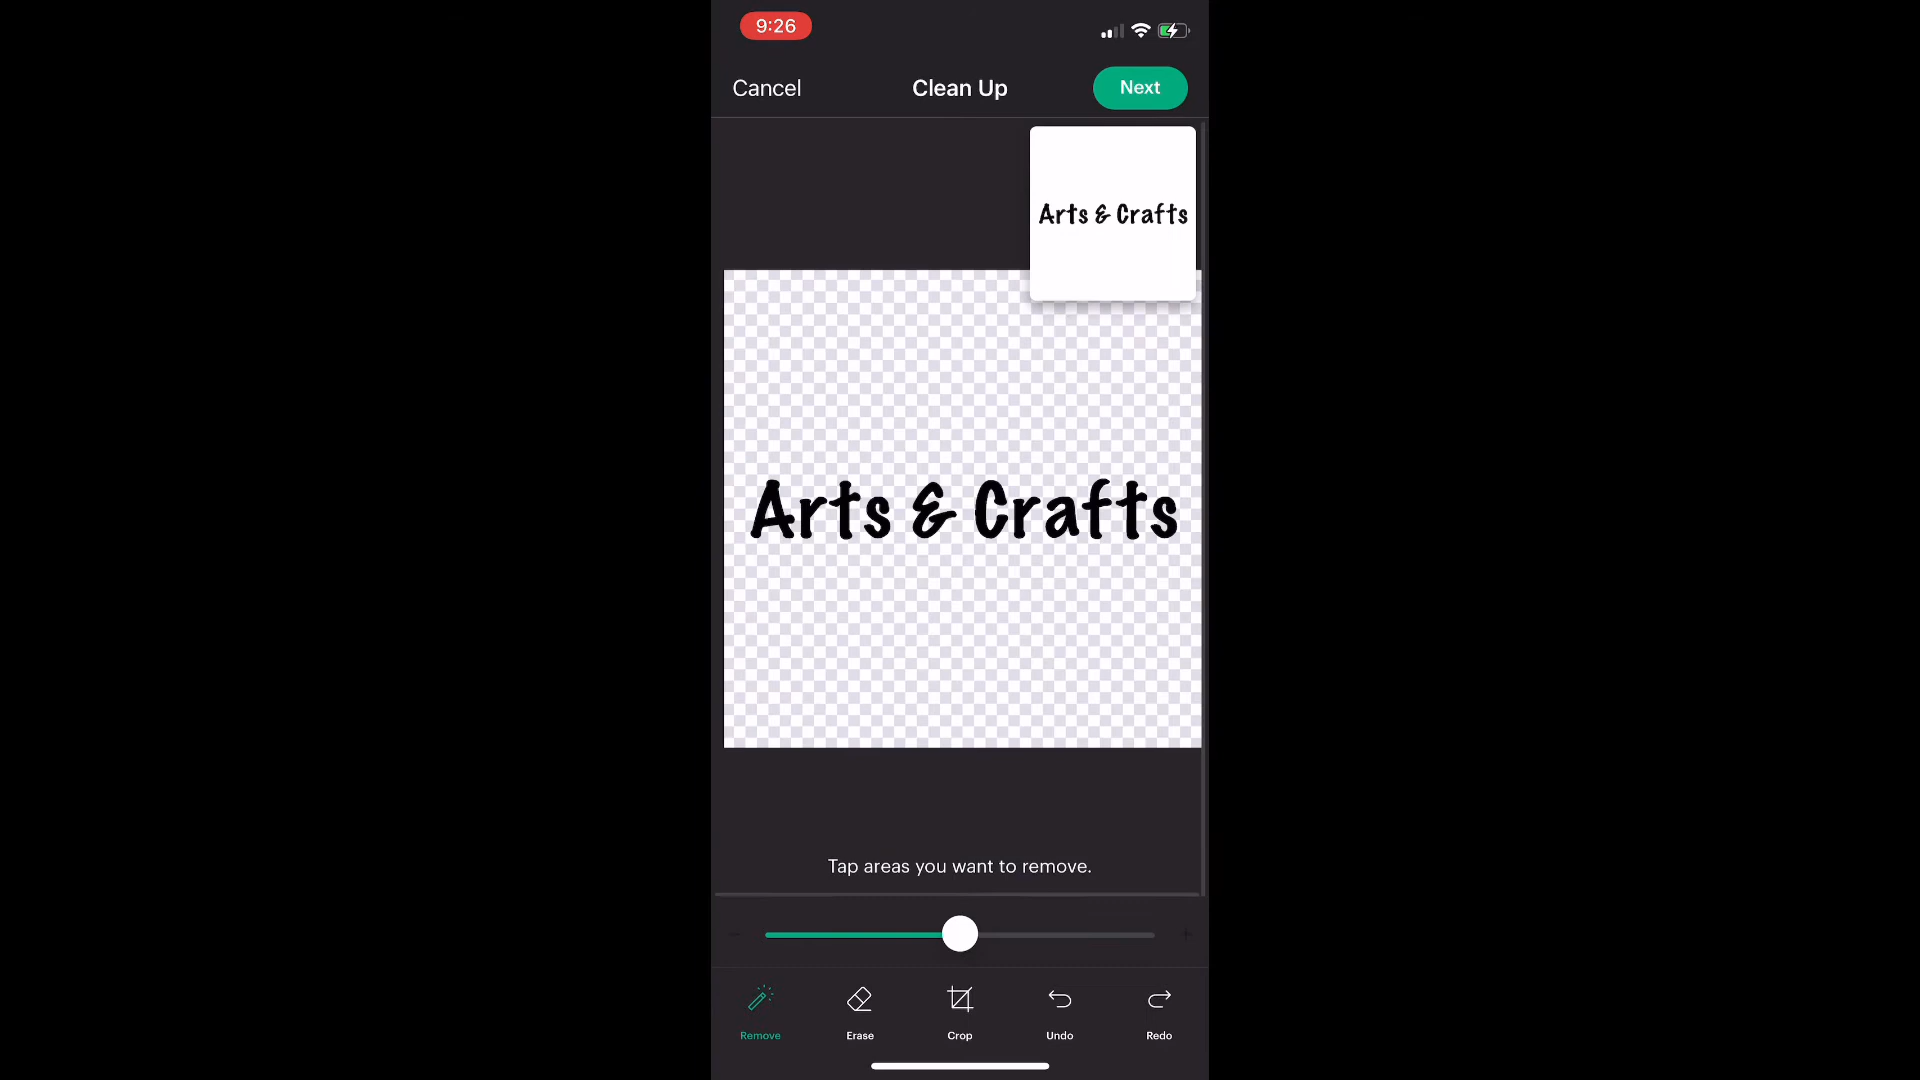 9:26
Cancel
Clean Up
Next
Arts & Crafts
Arts & Crafts
Tap areas you want to remove.
Remove
Erase
Crop
Undo
Redo